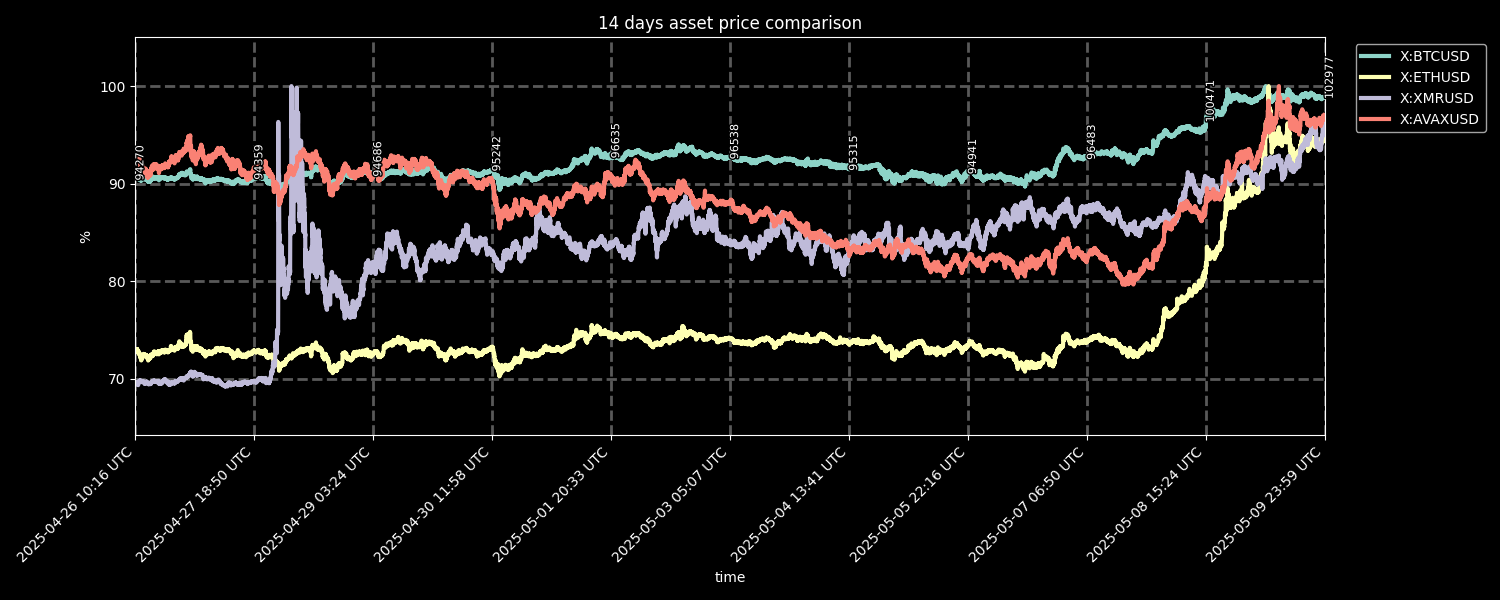 14 days asset price comparison
X:BTCUSD
X:ETHUSD
X:XMRUSD
X:AVAXUSD
%
100
90
80
70
94270
94359
94686
95242
96635
96538
95315
94941
96483
100471
102977
2025-04-26 10:16 UTC
2025-04-27 18:50 UTC
2025-04-29 03:24 UTC
2025-04-30 11:58 UTC
2025-05-01 20:33 UTC
2025-05-03 05:07 UTC
2025-05-04 13:41 UTC
2025-05-05 22:16 UTC
2025-05-07 06:50 UTC
2025-05-08 15:24 UTC
2025-05-09 23:59 UTC
time